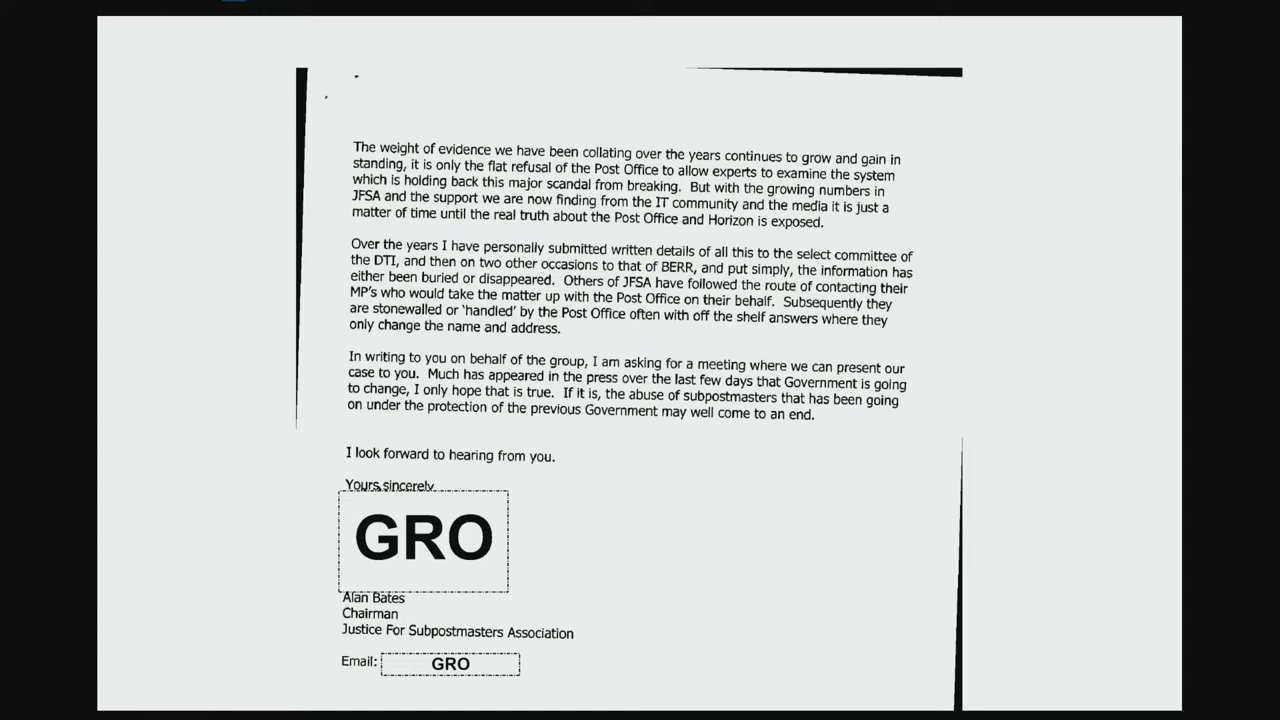 The weight of evidence we have been collating over the years continues to grow and gain in
standing, it is only the flat refusal of the Post Office to allow experts to examine the system
which is holding back this major scandal from breaking.  But with the growing numbers in
JFSA and the support we are now finding from the IT community and the media it is just a
matter of time until the real truth about the Post Office and Horizon is exposed.
Over the years I have personally submitted written details of all this to the select committee of
the DTI, and then on two other occasions to that of BERR, and put simply, the information has
either been buried or disappeared.  Others of JFSA have followed the route of contacting their
MP's who would take the matter up with the Post Office on their behalf.  Subsequently they
are stonewalled or 'handled' by the Post Office often with off the shelf answers where they
only change the name and address.
In writing to you on behalf of the group, I am asking for a meeting where we can present our
case to you.  Much has appeared in the press over the last few days that Government is going
to change, I only hope that is true.  If it is, the abuse of subpostmasters that has been going
on under the protection of the previous Government may well come to an end.
I look forward to hearing from you.
Yours sincerely
GRO
Alan Bates
Chairman
Justice For Subpostmasters Association
Email: GRO